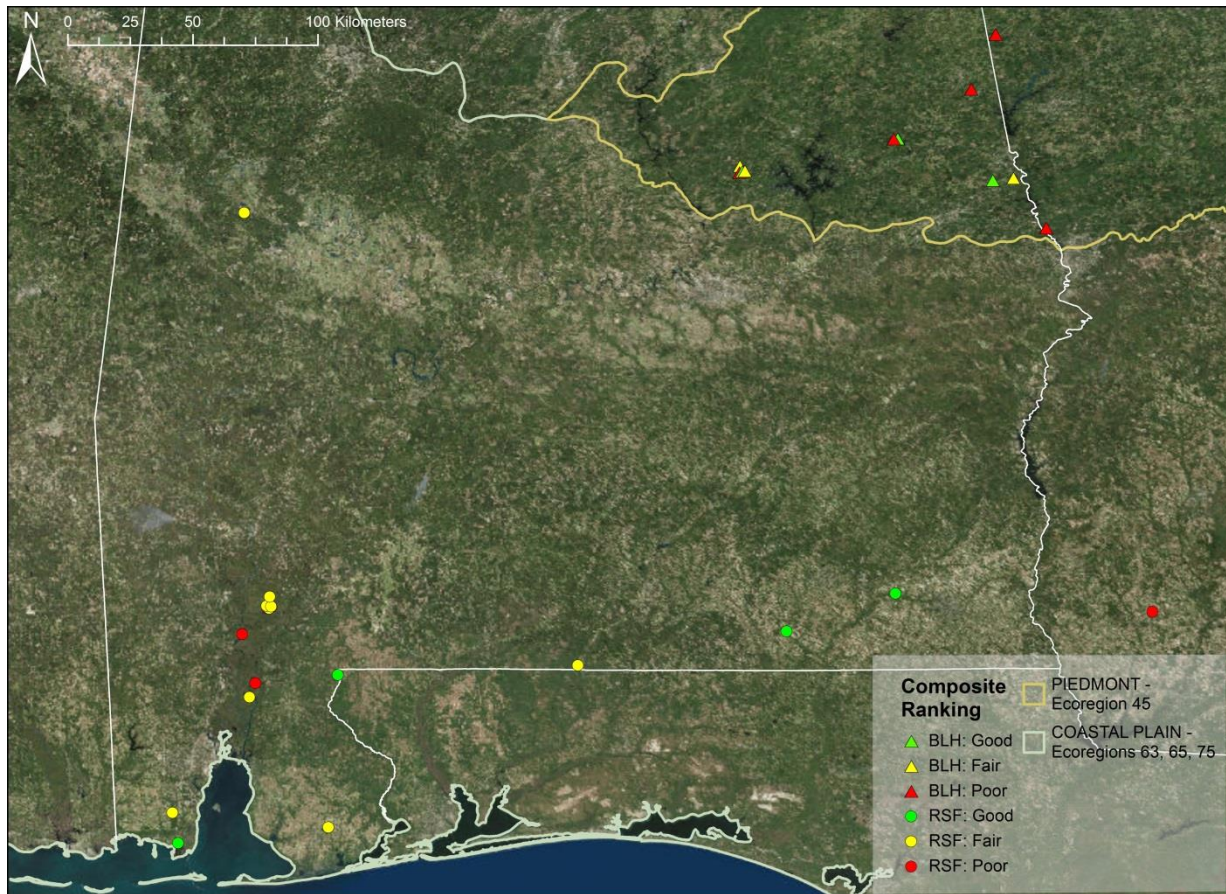 N
0 25 50 100 Kilometers
Composite
Ranking
BLH: Good
BLH: Fair
BLH: Poor
RSF: Good
RSF: Fair
RSF: Poor
PIEDMONT -
Ecoregion 45
COASTAL PLAIN -
Ecoregions 63, 65, 75